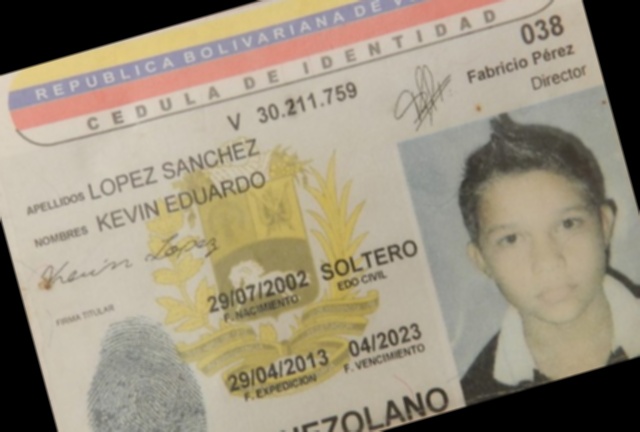 REPUBLICA BOLIVARIANA DE V
CEDULA DE IDENTIDAD
038
Fabricio Pérez
Director
V 30.211.759
APELLIDOS LOPEZ SANCHEZ
NOMBRES KEVIN EDUARDO
Kevin Lopez
FIRMA TITULAR
29/07/2002 SOLTERO
F. NACIMIENTO EDO CIVIL
29/04/2013 04/2023
F. EXPEDICION F. VENCIMIENTO
NEZOLANO